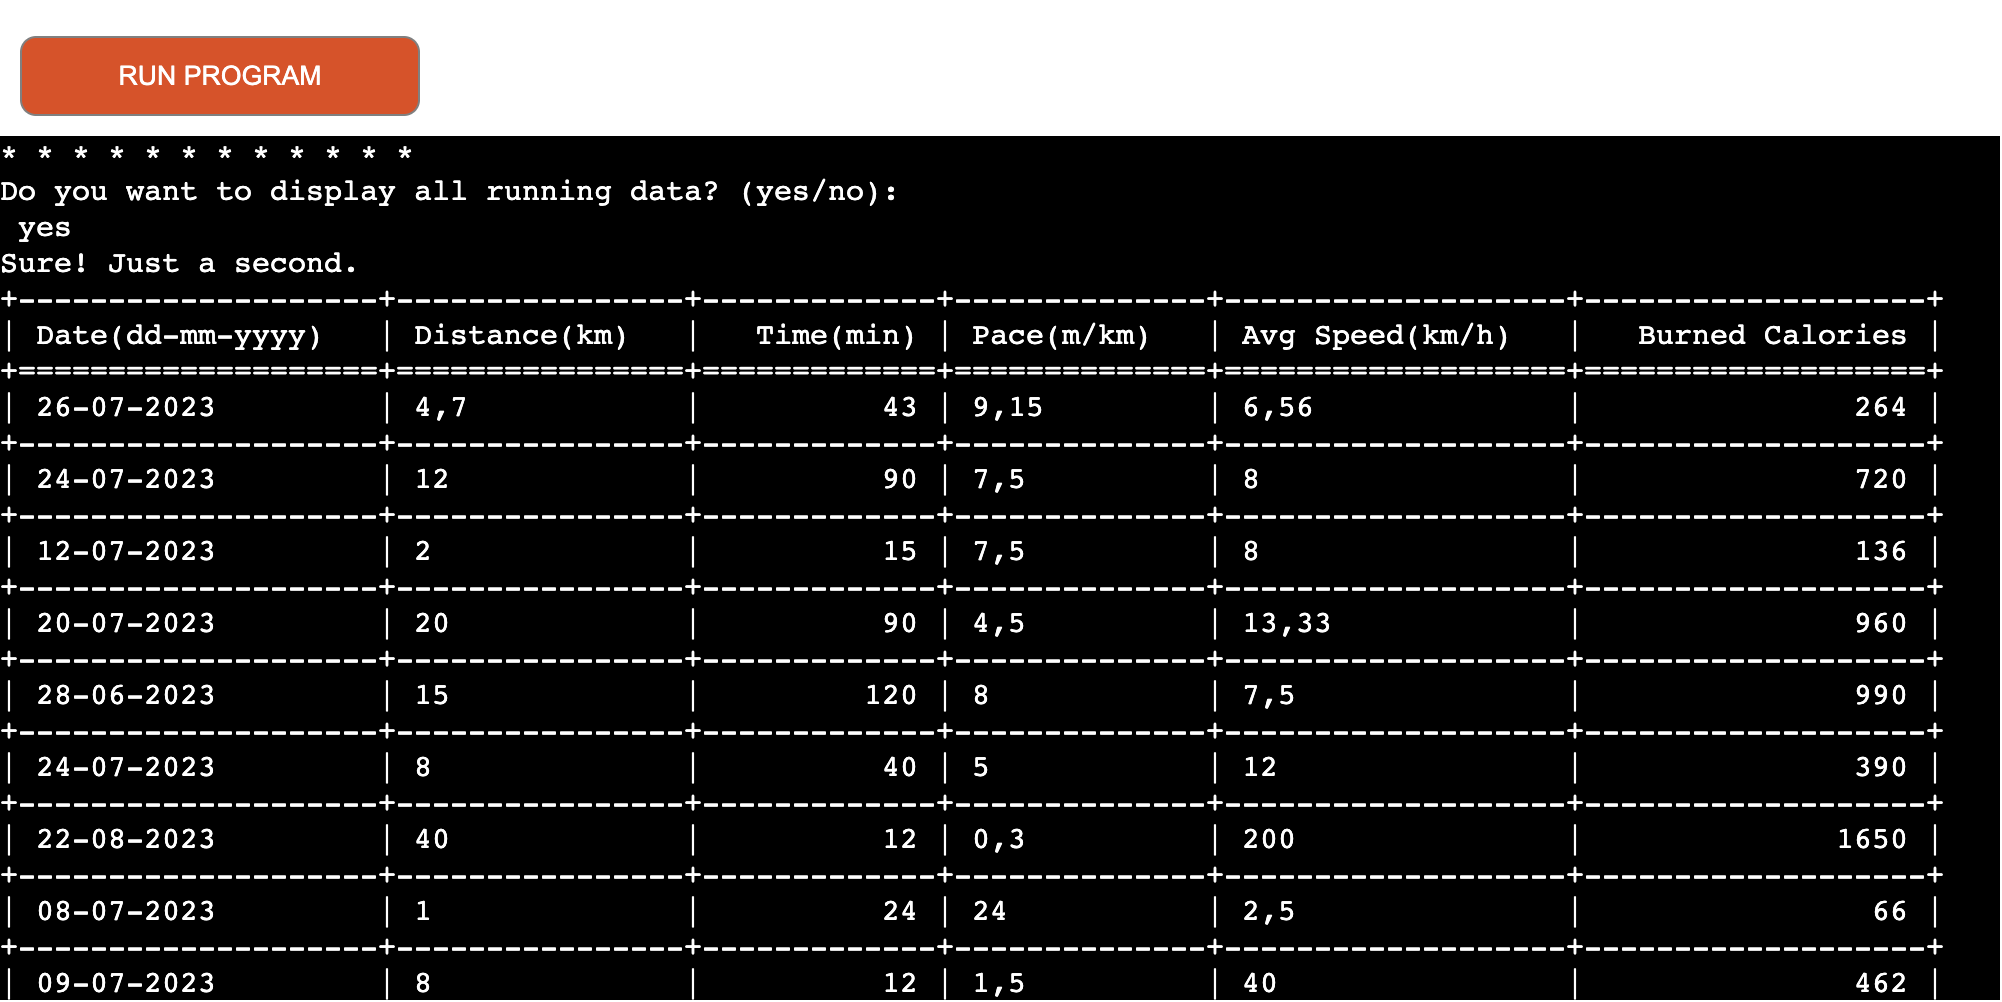 RUN PROGRAM
* * * * * * * * * * * *
Do you want to display all running data? (yes/no):
 yes
Sure! Just a second.
+--------------------+----------------+-------------+--------------+-------------------+-------------------+
| Date(dd-mm-yyyy)   | Distance(km)   |   Time(min) | Pace(m/km)   | Avg Speed(km/h)   |   Burned Calories |
+====================+================+=============+==============+===================+===================+
| 26-07-2023         | 4,7            |          43 | 9,15         | 6,56              |               264 |
+--------------------+----------------+-------------+--------------+-------------------+-------------------+
| 24-07-2023         | 12             |          90 | 7,5          | 8                 |               720 |
+--------------------+----------------+-------------+--------------+-------------------+-------------------+
| 12-07-2023         | 2              |          15 | 7,5          | 8                 |               136 |
+--------------------+----------------+-------------+--------------+-------------------+-------------------+
| 20-07-2023         | 20             |          90 | 4,5          | 13,33             |               960 |
+--------------------+----------------+-------------+--------------+-------------------+-------------------+
| 28-06-2023         | 15             |         120 | 8            | 7,5               |               990 |
+--------------------+----------------+-------------+--------------+-------------------+-------------------+
| 24-07-2023         | 8              |          40 | 5            | 12                |               390 |
+--------------------+----------------+-------------+--------------+-------------------+-------------------+
| 22-08-2023         | 40             |          12 | 0,3          | 200               |              1650 |
+--------------------+----------------+-------------+--------------+-------------------+-------------------+
| 08-07-2023         | 1              |          24 | 24           | 2,5               |                66 |
+--------------------+----------------+-------------+--------------+-------------------+-------------------+
| 09-07-2023         | 8              |          12 | 1,5          | 40                |               462 |